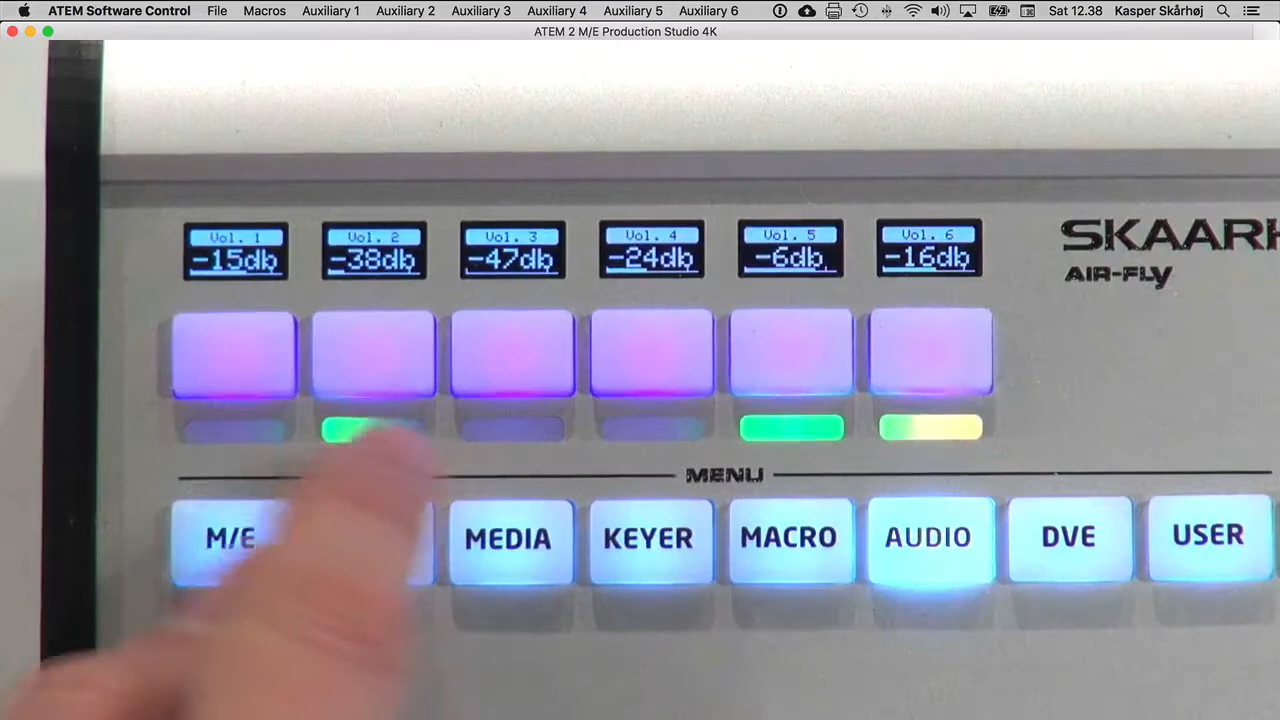 ATEM Software Control File Macros Auxiliary 1 Auxiliary 2 Auxiliary 3 Auxiliary 4 Auxiliary 5 Auxiliary 6 Sat 12.38 Kasper Skårhøj
ATEM 2 M/E Production Studio 4K
Vol. 1 Vol. 2 Vol. 3 Vol. 4 Vol. 5 Vol. 6
-15db -38db -47db -24db -6db -16db
SKAARH
AIR-FLY
MENU
M/E MEDIA KEYER MACRO AUDIO DVE USER